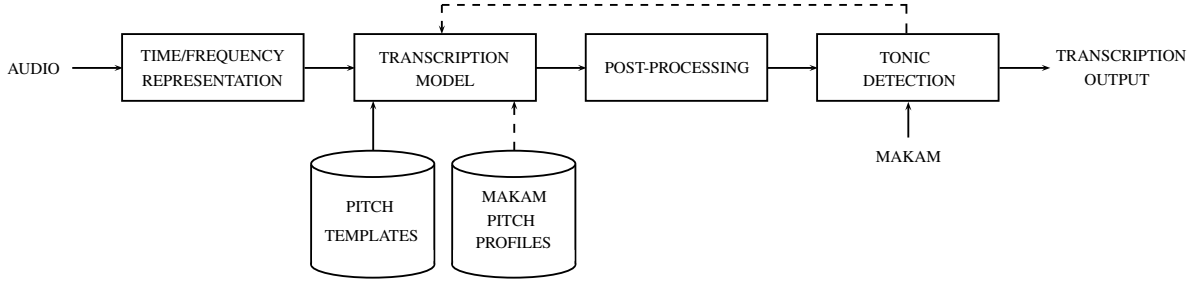 AUDIO
TIME/FREQUENCY
REPRESENTATION
TRANSCRIPTION
MODEL
POST-PROCESSING
TONIC
DETECTION
TRANSCRIPTION
OUTPUT
MAKAM
PITCH
TEMPLATES
MAKAM
PITCH
PROFILES